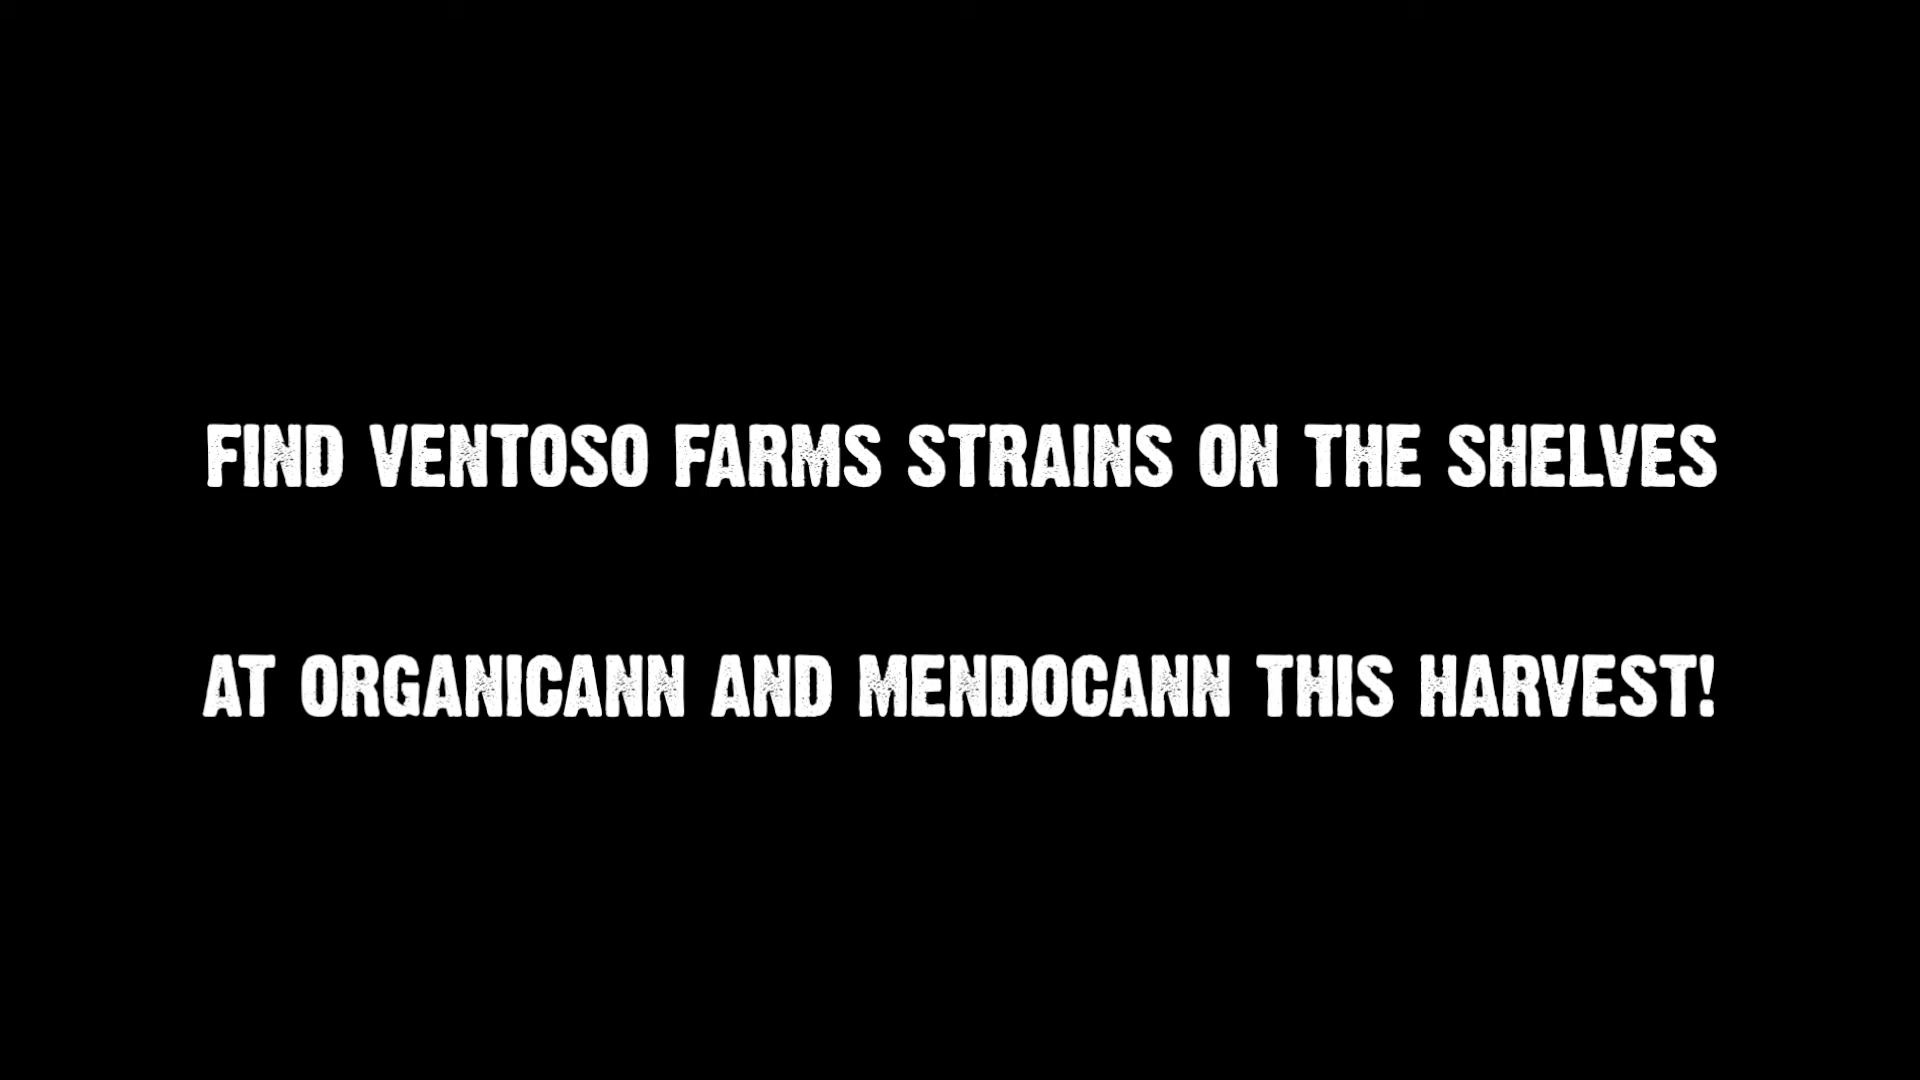 FIND VENTOSO FARMS STRAINS ON THE SHELVES
AT ORGANICANN AND MENDOCANN THIS HARVEST!